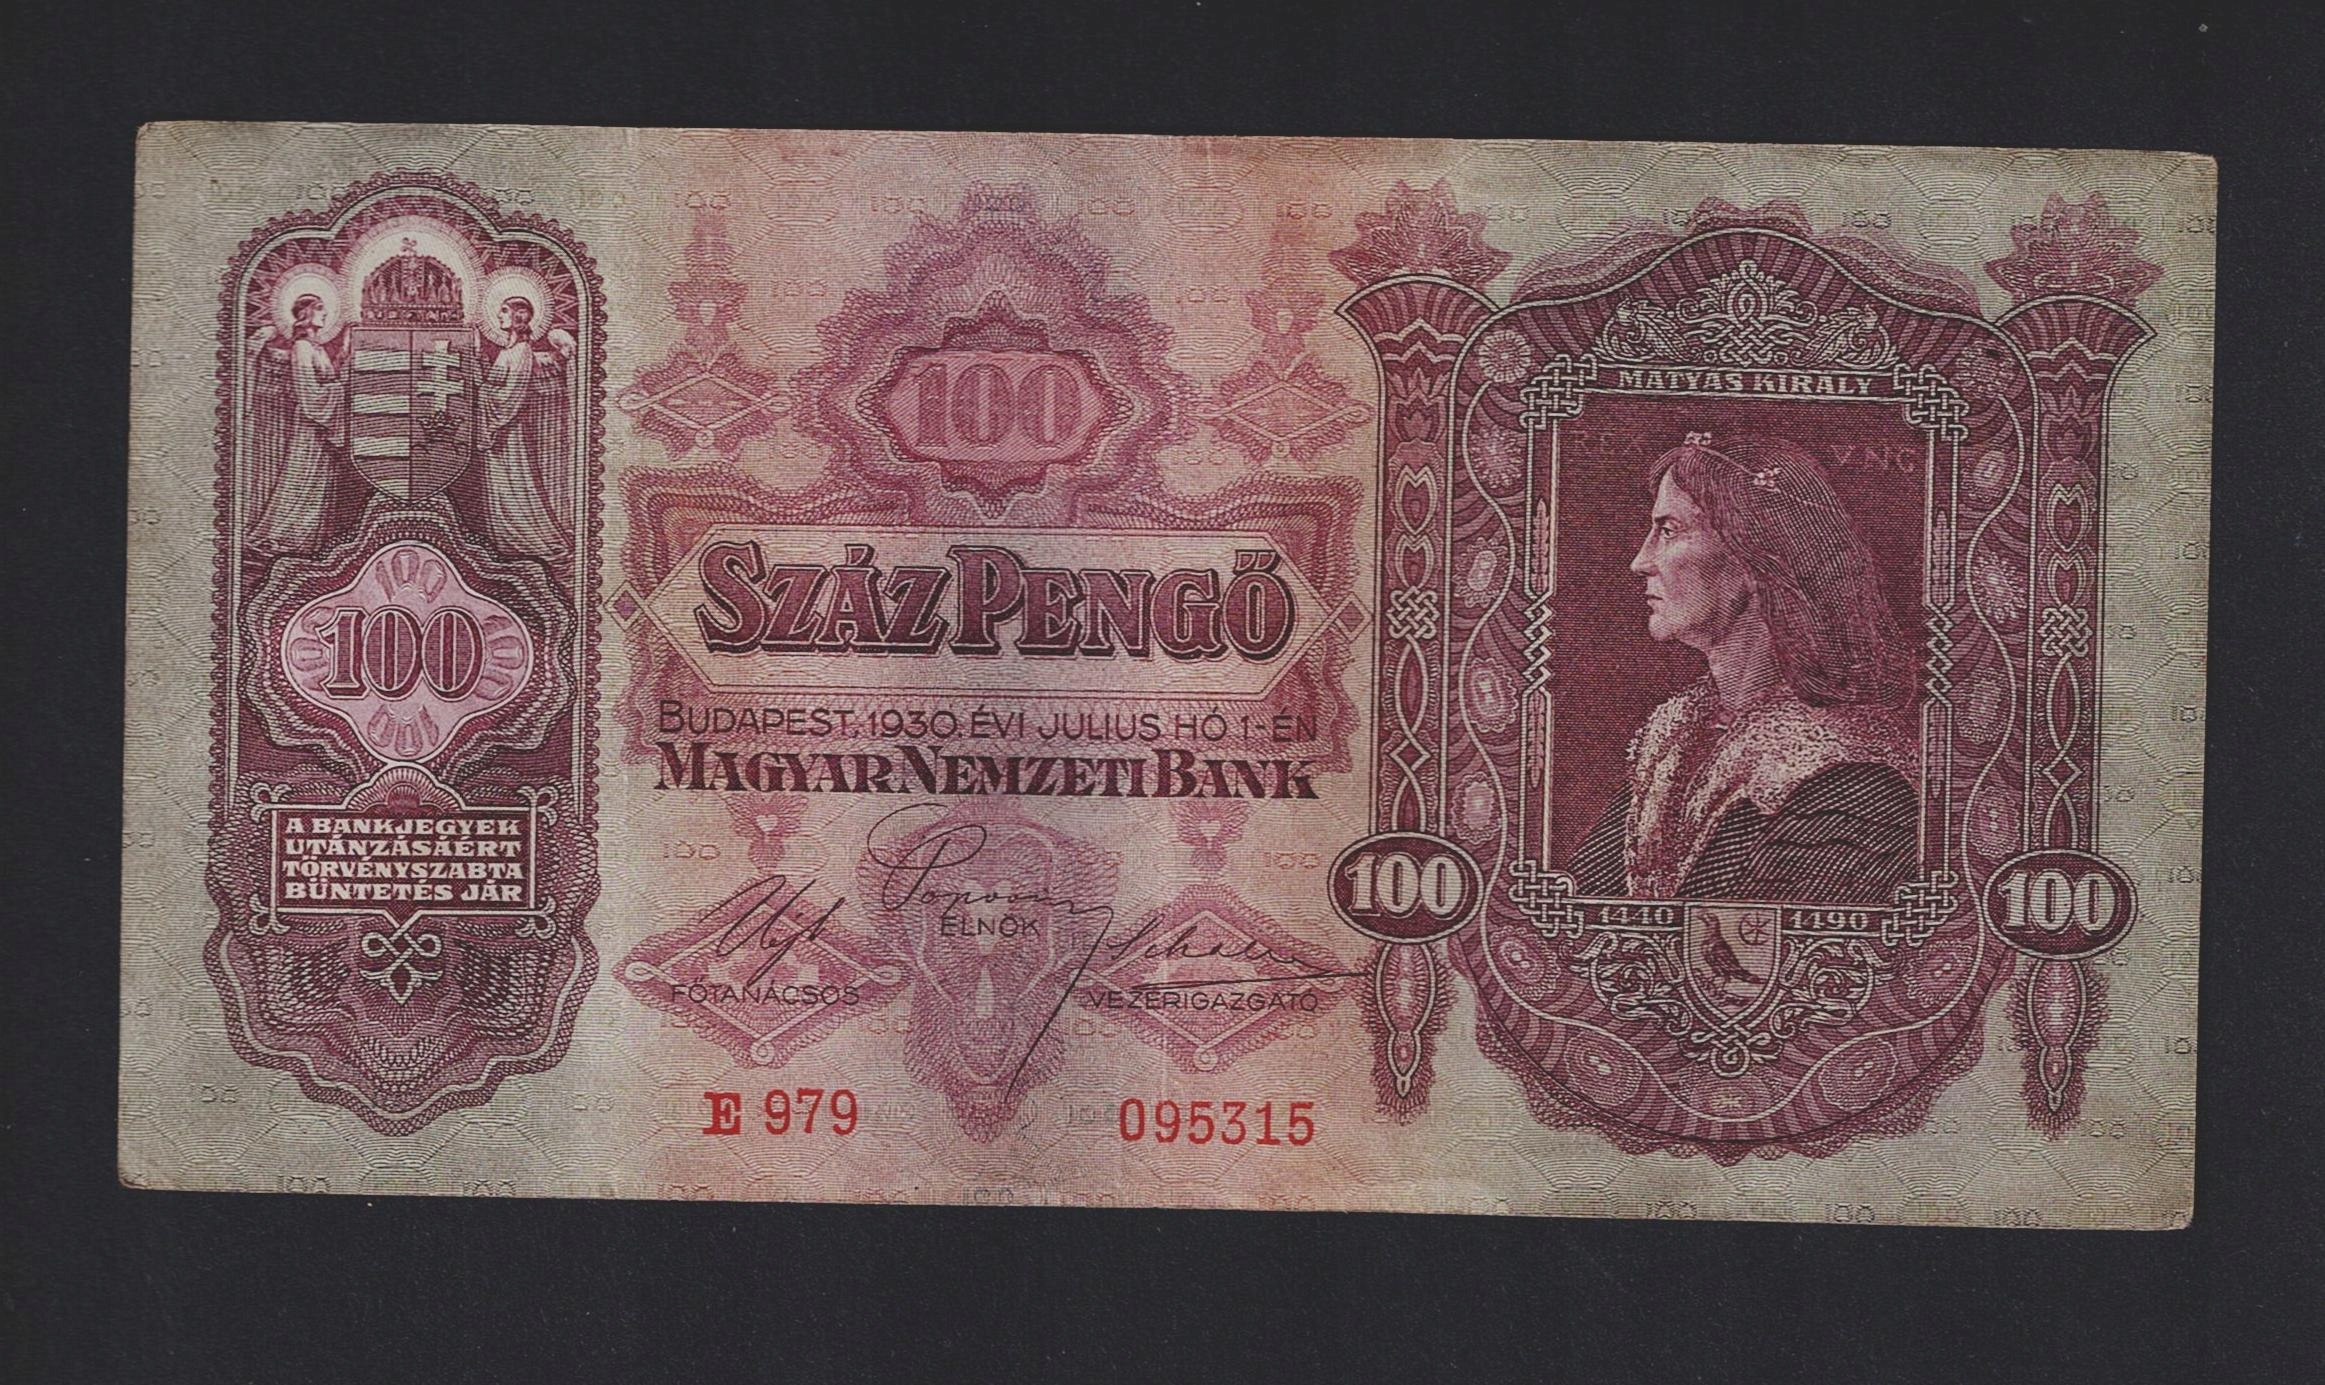 100
A BANKJEGYEK
UTÁNZÁSÁÉRT
TÖRVÉNYSZABTA
BÜNTETÉS JÁR
100
SZÁZ PENGŐ
BUDAPEST, 1930. ÉVI JULIUS HÓ 1-ÉN
MAGYAR NEMZETI BANK
ELNÖK
FŐTANÁCSOS
VEZÉRIGAZGATÓ
E 979
095315
MÁTYÁS KIRÁLY
VNG
100
100
1440
1490